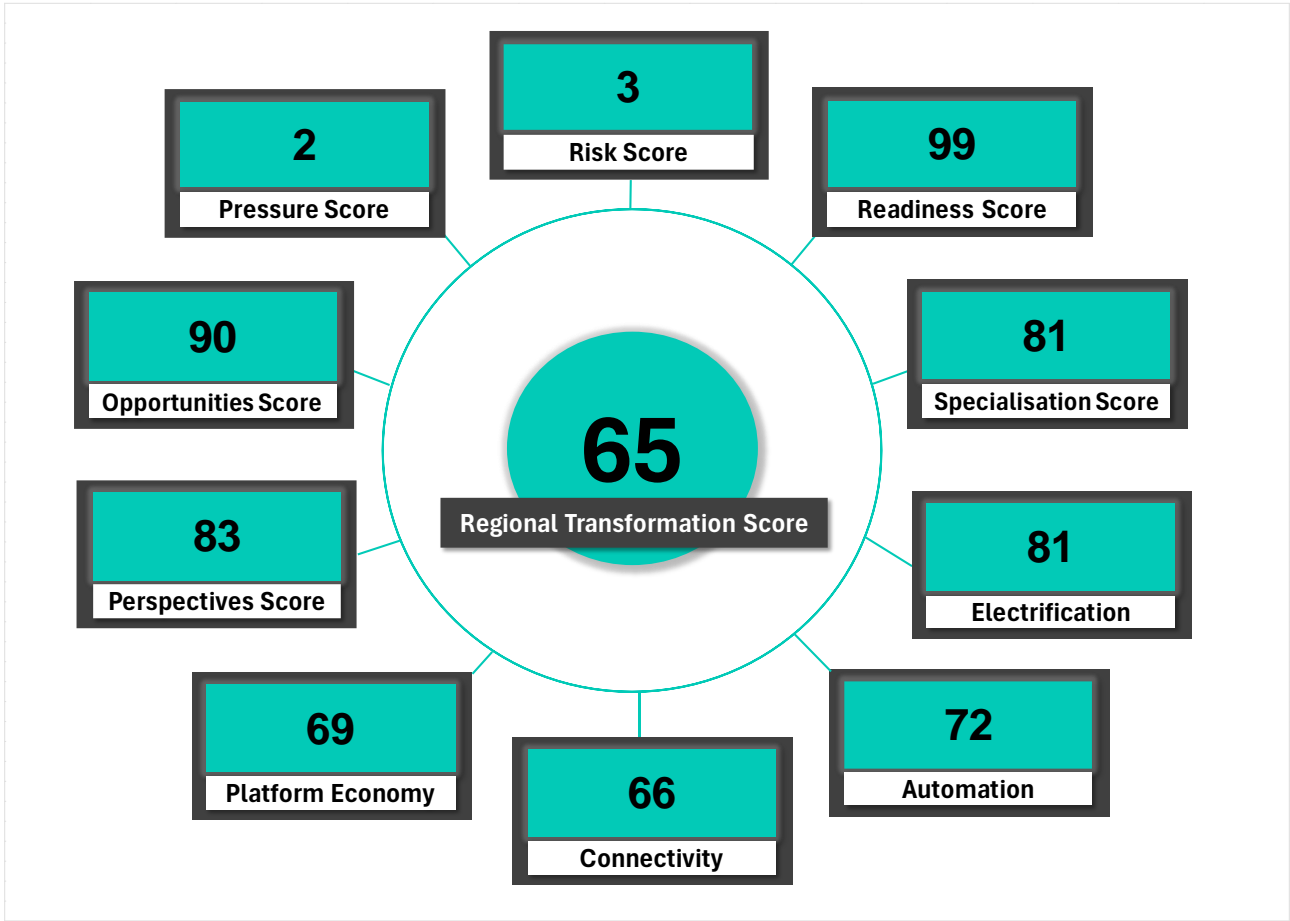 3
Risk Score
2
Pressure Score
99
Readiness Score
90
Opportunities Score
81
Specialisation Score
65
Regional Transformation Score
83
Perspectives Score
81
Electrification
69
Platform Economy
72
Automation
66
Connectivity